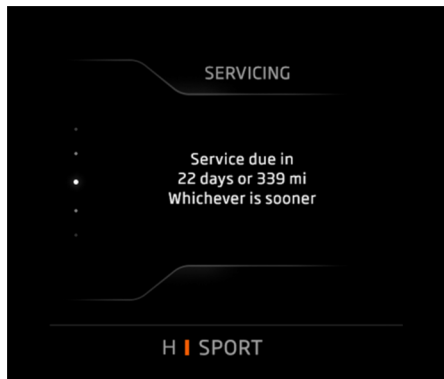 SERVICING
Service due in
22 days or 339 mi
Whichever is sooner
H SPORT